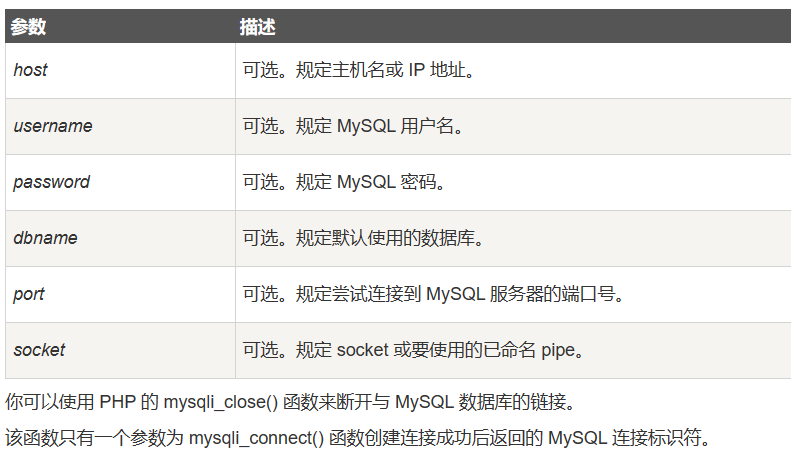 参数 描述
host 可选。规定主机名或 IP 地址。
username 可选。规定 MySQL 用户名。
password 可选。规定 MySQL 密码。
dbname 可选。规定默认使用的数据库。
port 可选。规定尝试连接到 MySQL 服务器的端口号。
socket 可选。规定 socket 或要使用的已命名 pipe。
你可以使用 PHP 的 mysqli_close() 函数来断开与 MySQL 数据库的链接。
该函数只有一个参数为 mysqli_connect() 函数创建连接成功后返回的 MySQL 连接标识符。